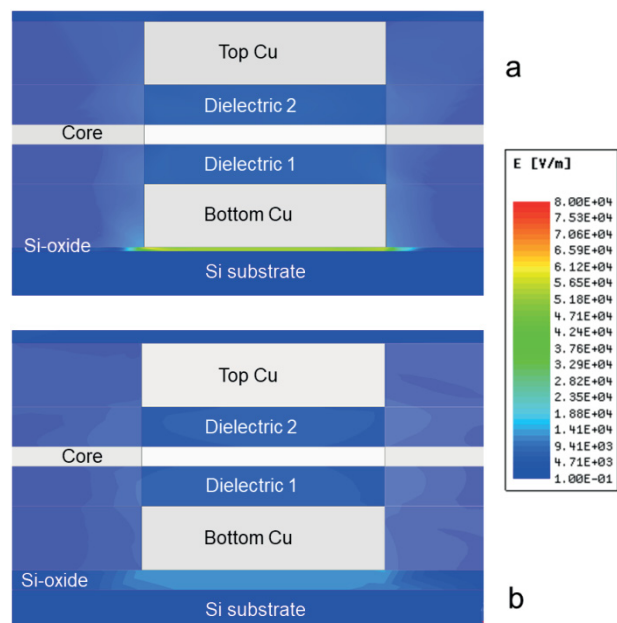 Top Cu
a
Dielectric 2
Core
Dielectric 1
Bottom Cu
Si-oxide
Si substrate
E [V/m]
8.00E+04
7.53E+04
7.06E+04
6.59E+04
6.12E+04
5.65E+04
5.18E+04
4.71E+04
4.24E+04
3.76E+04
3.29E+04
2.82E+04
2.35E+04
1.88E+04
1.41E+04
9.41E+03
4.71E+03
1.00E-01
Top Cu
Dielectric 2
Core
Dielectric 1
Bottom Cu
Si-oxide
Si substrate
b